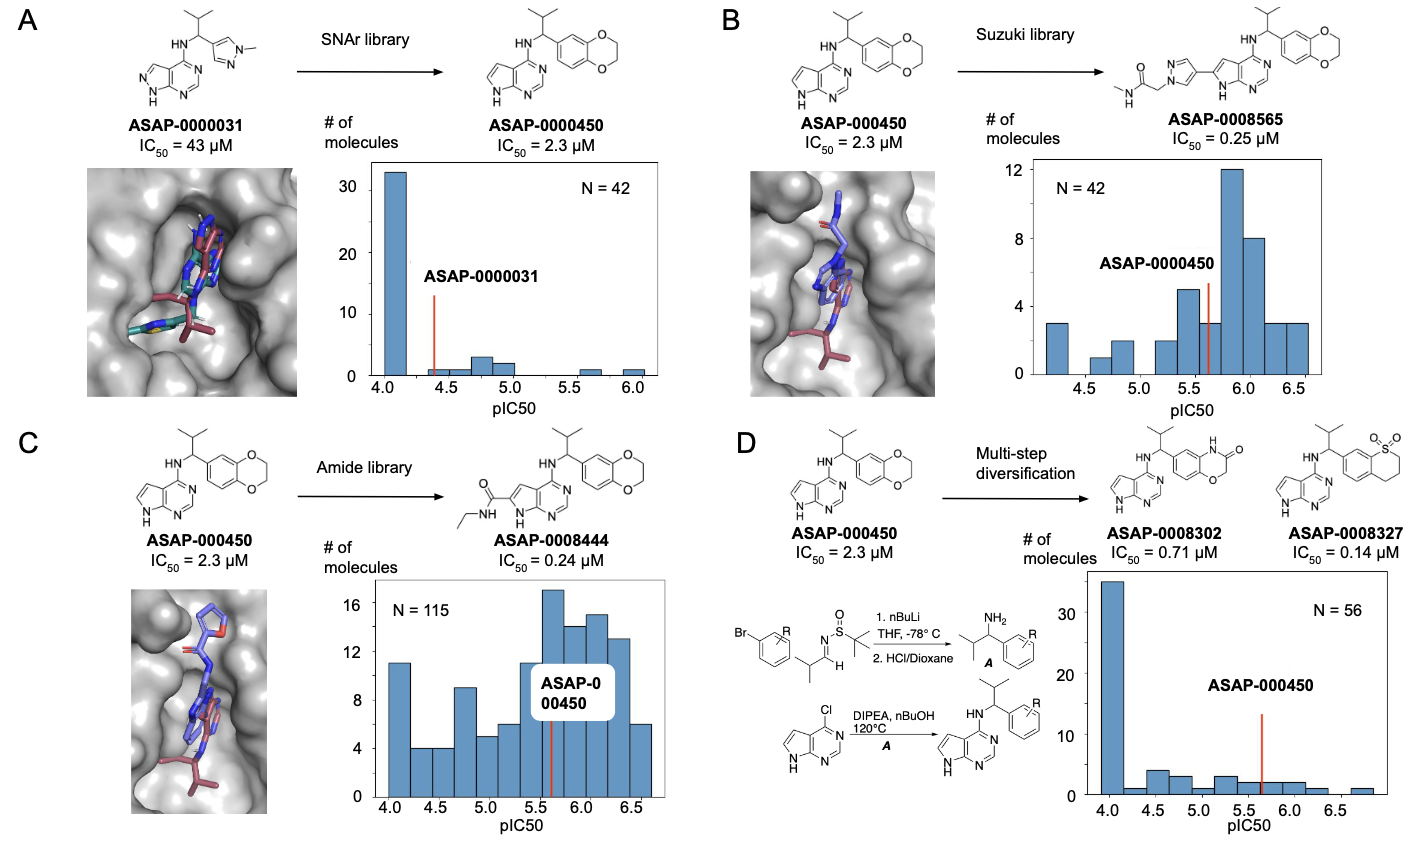 A
SNAr library
HN
N
N
N
N
N
N
H
ASAP-0000031
IC50 = 43 µM
HN
O
O
N
N
N
H
ASAP-0000450
IC50 = 2.3 µM
# of
molecules
N = 42
30
20
10
0
ASAP-0000031
4.0 4.5 5.0 5.5 6.0
pIC50
B
Suzuki library
HN
O
O
N
N
N
H
ASAP-000450
IC50 = 2.3 µM
O
N
H
N
N
HN
O
O
N
N
N
H
ASAP-0008565
IC50 = 0.25 µM
# of
molecules
N = 42
12
8
4
0
ASAP-0000450
4.5 5.0 5.5 6.0 6.5
pIC50
C
Amide library
HN
O
O
N
N
N
H
ASAP-000450
IC50 = 2.3 µM
O
NH
HN
O
O
N
N
N
H
ASAP-0008444
IC50 = 0.24 µM
# of
molecules
N = 115
16
12
8
4
0
ASAP-0
00450
4.0 4.5 5.0 5.5 6.0 6.5
pIC50
D
Multi-step
diversification
HN
O
O
N
N
N
H
ASAP-000450
IC50 = 2.3 µM
HN
H
N
O
O
N
N
N
H
ASAP-0008302
IC50 = 0.71 µM
O O
S
HN
N
N
N
H
ASAP-0008327
IC50 = 0.14 µM
# of
molecules
Br
R
N
S
O
H
1. nBuLi
THF, -78° C
2. HCl/Dioxane
NH2
R
A
Cl
N
N
N
H
DIPEA, nBuOH
120°C
A
HN
R
N
N
N
H
N = 56
30
20
10
0
ASAP-000450
4.0 4.5 5.0 5.5 6.0 6.5
pIC50